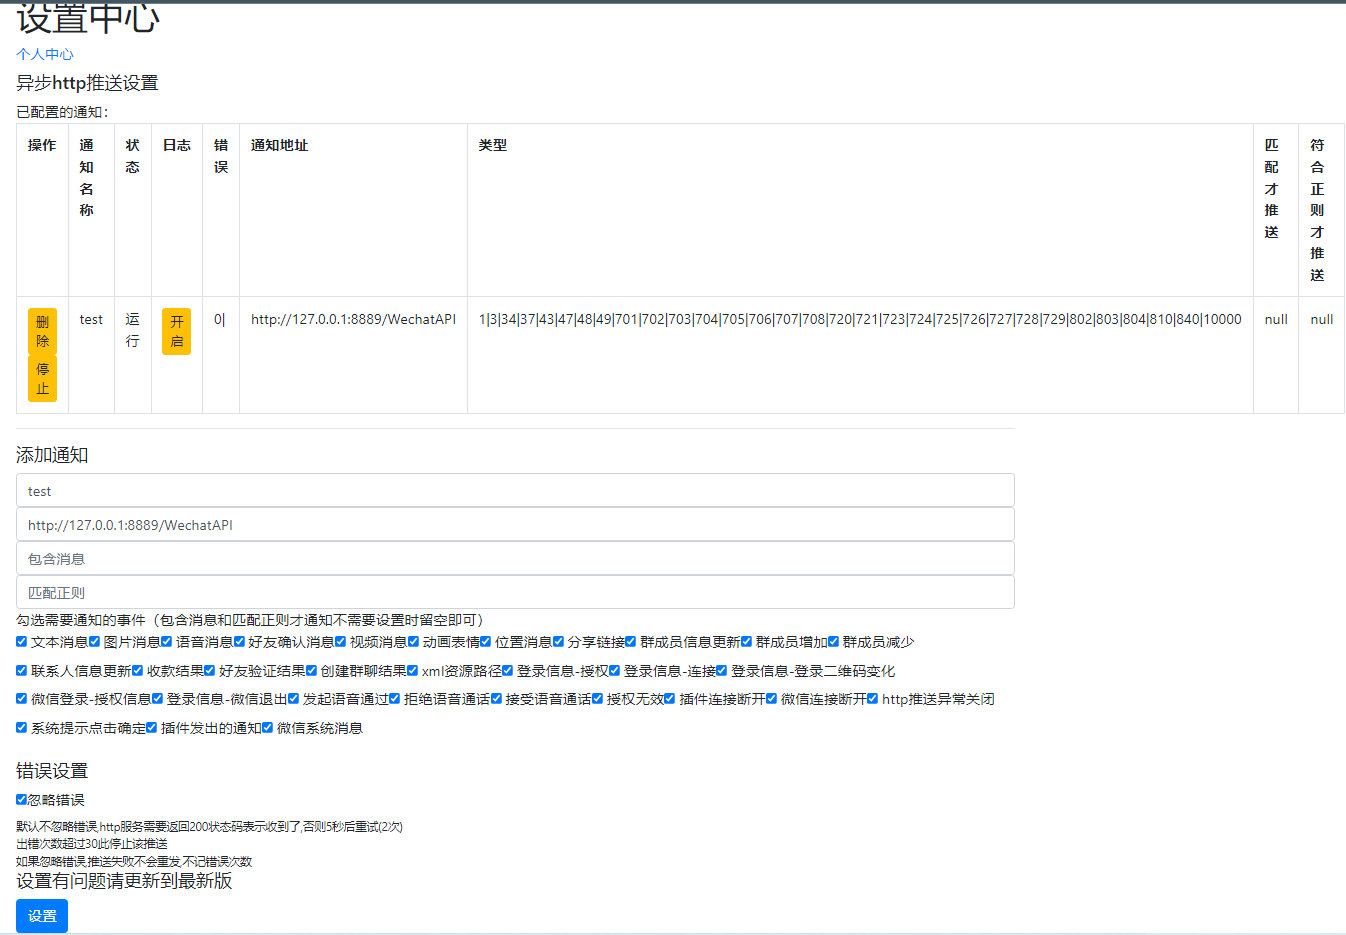 设置中心
个人中心
异步http推送设置
已配置的通知：
操作 通知名称 状态 日志 错误 通知地址 类型 匹配才推送 符合正则才推送
删除 停止 test 运行 开启 0| http://127.0.0.1:8889/WechatAPI 1|3|34|37|43|47|48|49|701|702|703|704|705|706|707|708|720|721|723|724|725|726|727|728|729|802|803|804|810|840|10000 null null
添加通知
test
http://127.0.0.1:8889/WechatAPI
包含消息
匹配正则
勾选需要通知的事件（包含消息和匹配正则才通知不需要设置时留空即可）
文本消息 图片消息 语音消息 好友确认消息 视频消息 动画表情 位置消息 分享链接 群成员信息更新 群成员增加 群成员减少
联系人信息更新 收款结果 好友验证结果 创建群聊结果 xml资源路径 登录信息-授权 登录信息-连接 登录信息-登录二维码变化
微信登录-授权信息 登录信息-微信退出 发起语音通过 拒绝语音通话 接受语音通话 授权无效 插件连接断开 微信连接断开 http推送异常关闭
系统提示点击确定 插件发出的通知 微信系统消息
错误设置
忽略错误
默认不忽略错误,http服务需要返回200状态码表示收到了,否则5秒后重试(2次)
出错次数超过30此停止该推送
如果忽略错误,推送失败不会重发,不记错误次数
设置有问题请更新到最新版
设置